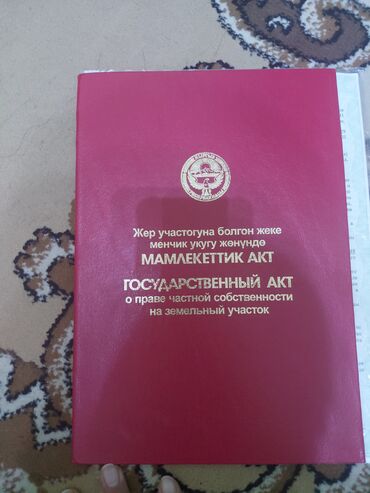 Жер участогуна болгон жеке
менчик укугу жөнүндө
МАМЛЕКЕТТИК АКТ
ГОСУДАРСТВЕННЫЙ АКТ
о праве частной собственности
на земельный участок